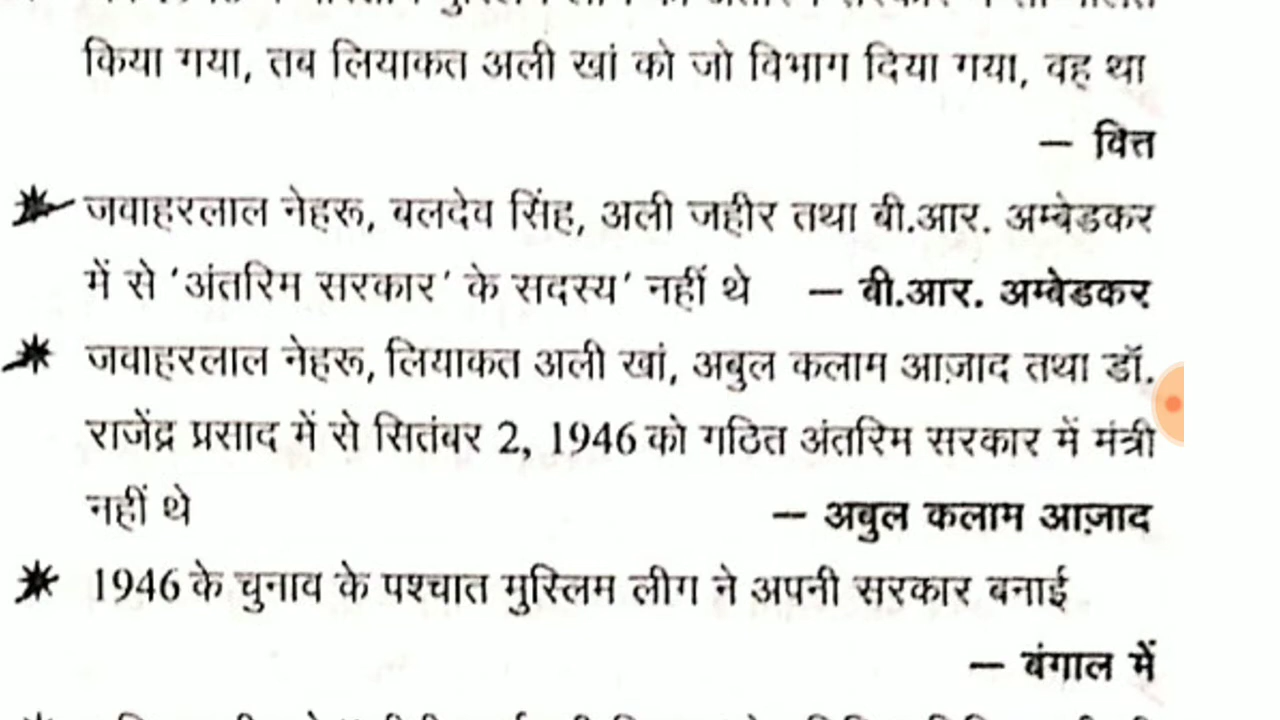 किया गया, तब लियाकत अली खां को जो विभाग दिया गया, वह था
— वित्त
जवाहरलाल नेहरू, बलदेव सिंह, अली जहीर तथा बी.आर. अम्बेडकर
में से 'अंतरिम सरकार' के सदस्य' नहीं थे — बी.आर. अम्बेडकर
जवाहरलाल नेहरू, लियाकत अली खां, अबुल कलाम आज़ाद तथा डॉ.
राजेंद्र प्रसाद में से सितंबर 2, 1946 को गठित अंतरिम सरकार में मंत्री
नहीं थे — अबुल कलाम आज़ाद
1946 के चुनाव के पश्चात मुस्लिम लीग ने अपनी सरकार बनाई
— बंगाल में